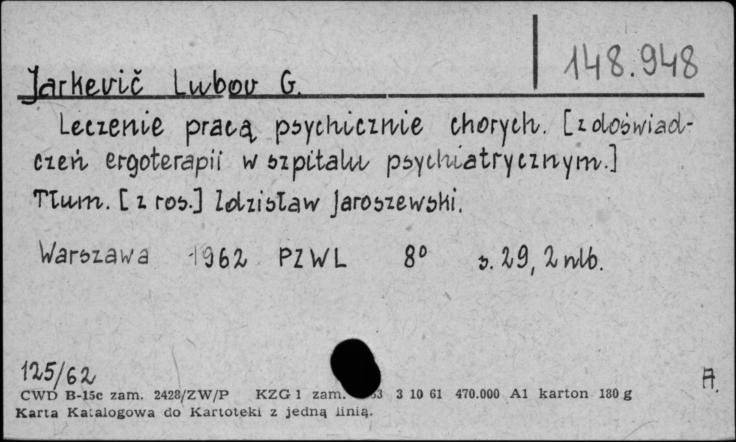 148.948
Jarkevič Lubov G.
Leczenie pracą psychicznie chorych. [z doświad-
czeń ergoterapii w szpitalu psychiatrycznym.]
Tłum. [z ros.] Zdzisław Jaroszewski.
Warszawa 1962 PZWL 8° s. 29, 2 nlb.
125/62
A.
CWD B-15c zam. 2428/ZW/P KZG 1 zam. 3 10 61 470.000 A1 karton 180 g
Karta Katalogowa do Kartoteki z jedną linią.